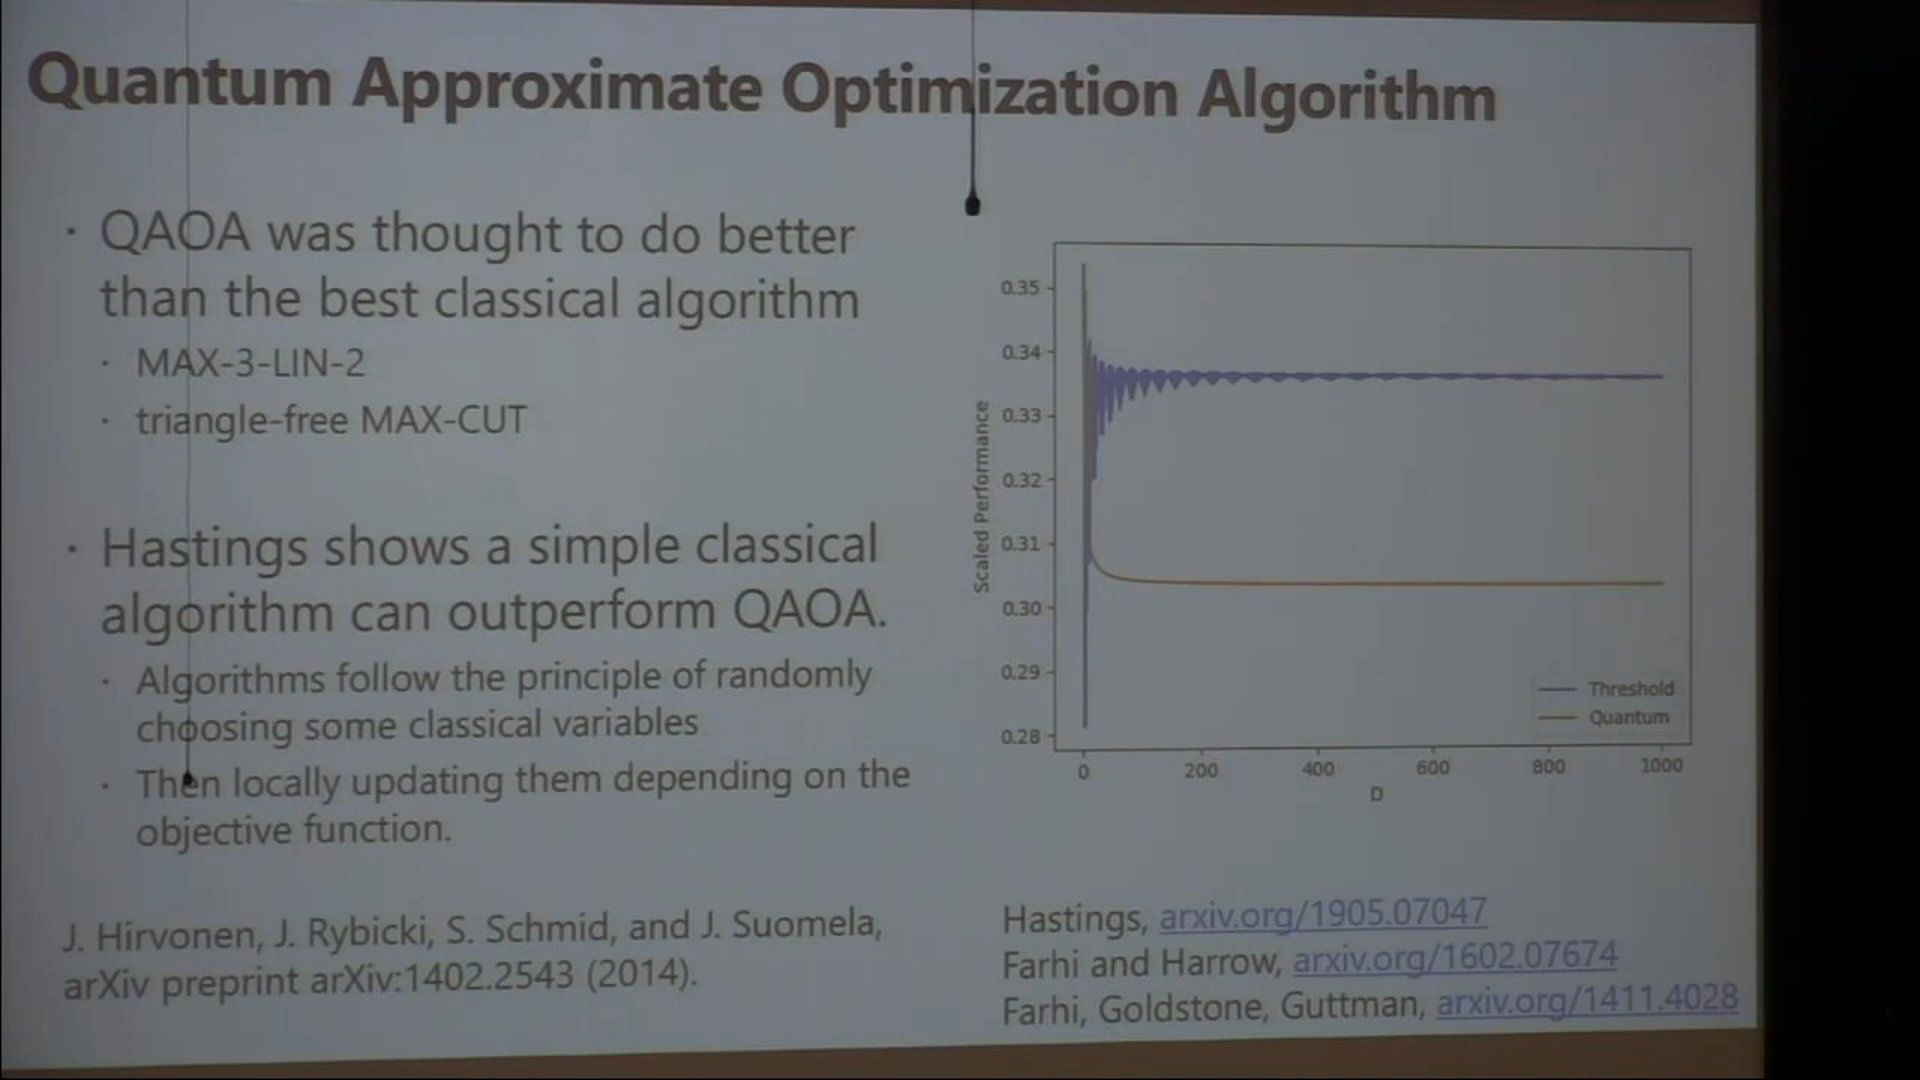 Quantum Approximate Optimization Algorithm
· QAOA was thought to do better
than the best classical algorithm
· MAX-3-LIN-2
· triangle-free MAX-CUT
· Hastings shows a simple classical
algorithm can outperform QAOA.
· Algorithms follow the principle of randomly
choosing some classical variables
· Then locally updating them depending on the
objective function.
J. Hirvonen, J. Rybicki, S. Schmid, and J. Suomela,
arXiv preprint arXiv:1402.2543 (2014).
Scaled Performance
0.35
0.34
0.33
0.32
0.31
0.30
0.29
0.28
0 200 400 600 800 1000
D
Threshold
Quantum
Hastings, arxiv.org/1905.07047
Farhi and Harrow, arxiv.org/1602.07674
Farhi, Goldstone, Guttman, arxiv.org/1411.4028